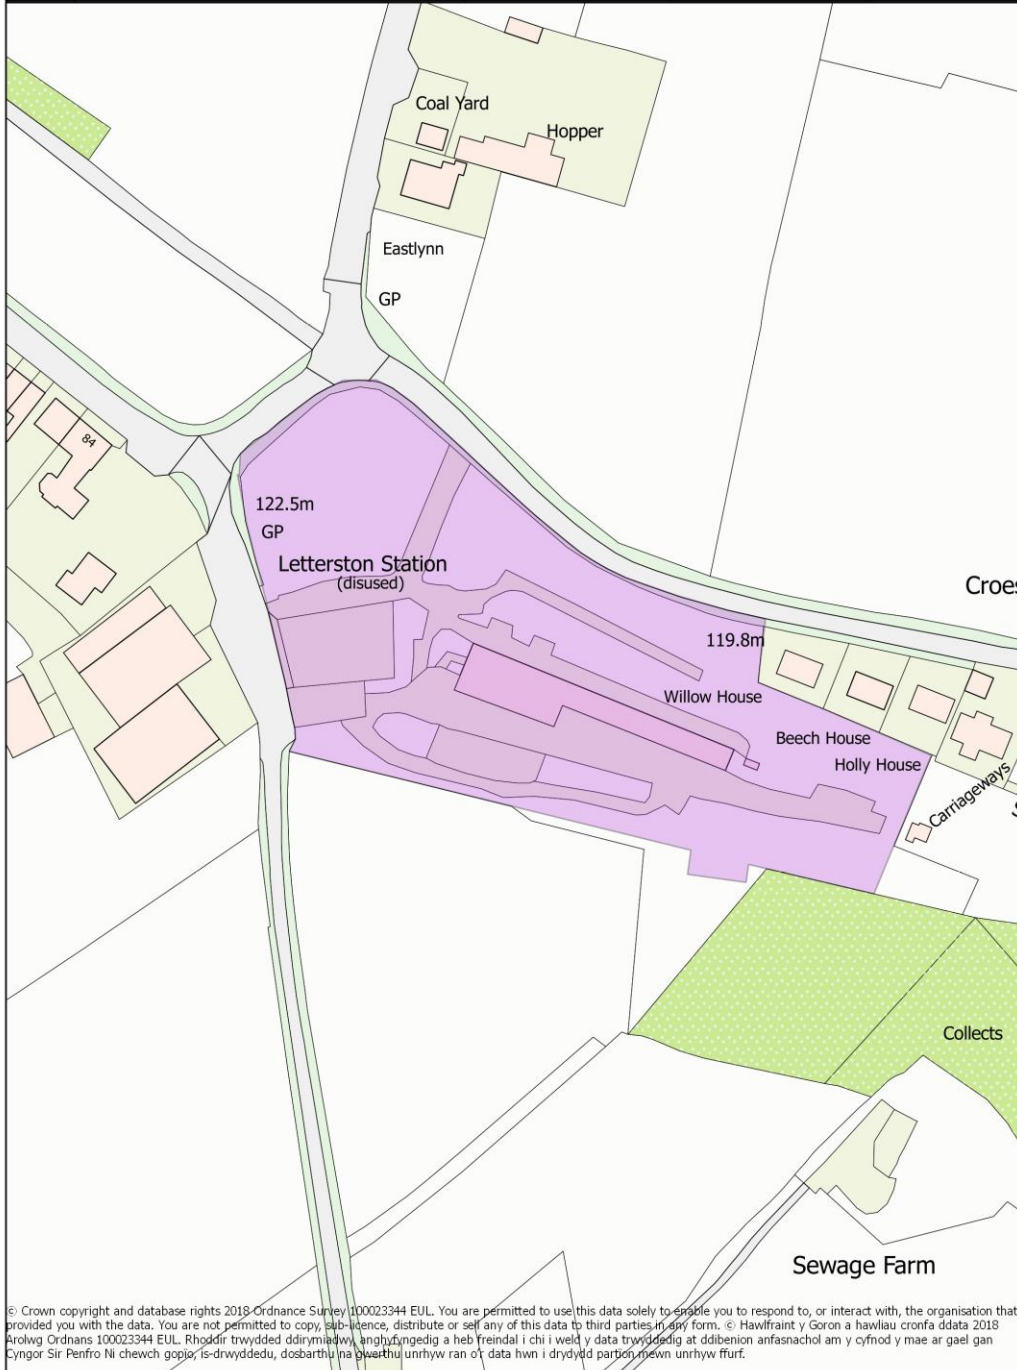 Coal Yard
Hopper
Eastlynn
GP
84
122.5m
GP
Letterston Station
(disused)
119.8m
Willow House
Beech House
Holly House
Carriageways
Collects
Sewage Farm
© Crown copyright and database rights 2018 Ordnance Survey 100023344 EUL. You are permitted to use this data solely to enable you to respond to, or interact with, the organisation that
provided you with the data. You are not permitted to copy, sub-licence, distribute or sell any of this data to third parties in any form. © Hawlfraint y Goron a hawliau cronfa ddata 2018
Arolwg Ordnans 100023344 EUL. Rhoddir trwydded ddirymiadwy, anghyfyngedig a heb freindal i chi i weld y data trwyddedig at ddibenion anfasnachol am y cyfnod y mae ar gael gan
Cyngor Sir Penfro Ni chewch gopïo, is-drwyddedu, dosbarthu na gwerthu unrhyw ran o'r data hwn i drydydd partïon mewn unrhyw ffurf.